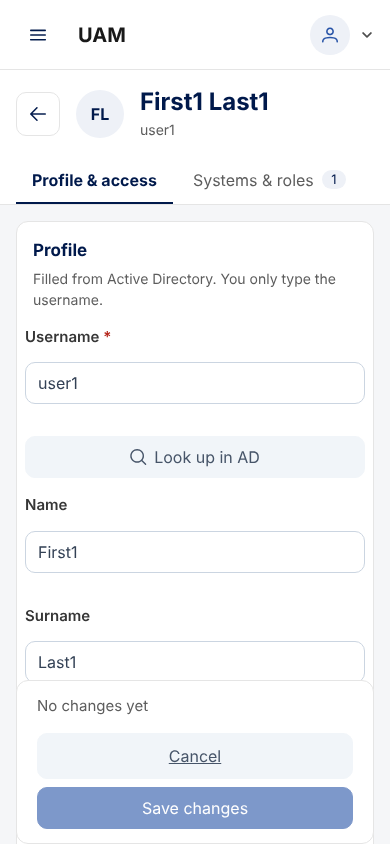 UAM
FL
First1 Last1
user1
Profile & access
Systems & roles 1
Profile
Filled from Active Directory. You only type the
username.
Username *
user1
Look up in AD
Name
First1
Surname
Last1
No changes yet
Cancel
Save changes